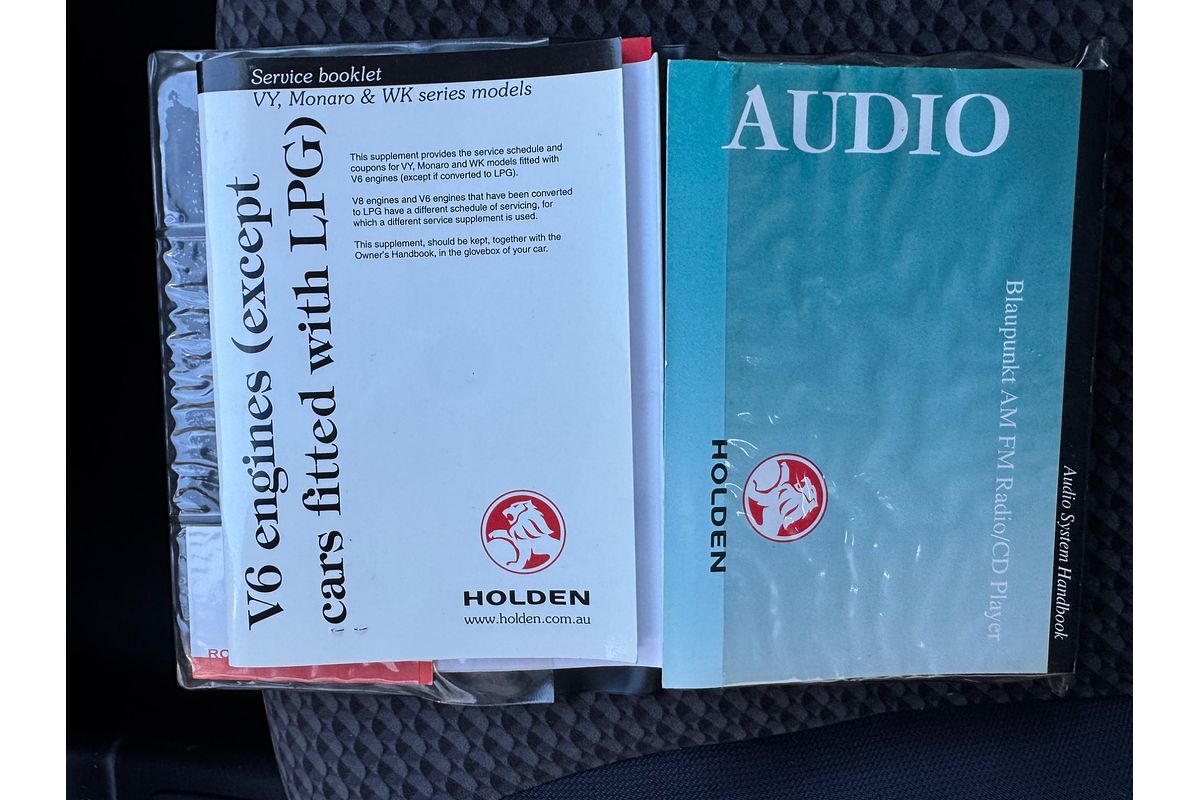 Service booklet
VY, Monaro & WK series models
V6 engines (except
cars fitted with LPG)
This supplement provides the service schedule and
coupons for VY, Monaro and WK models fitted with
V6 engines (except if converted to LPG).
V8 engines and V6 engines that have been converted
to LPG have a different schedule of servicing, for
which a different service supplement is used.
This supplement, should be kept, together with the
Owner's Handbook, in the glovebox of your car.
HOLDEN
www.holden.com.au
AUDIO
Blaupunkt AM FM Radio/CD Player
HOLDEN
Audio System Handbook